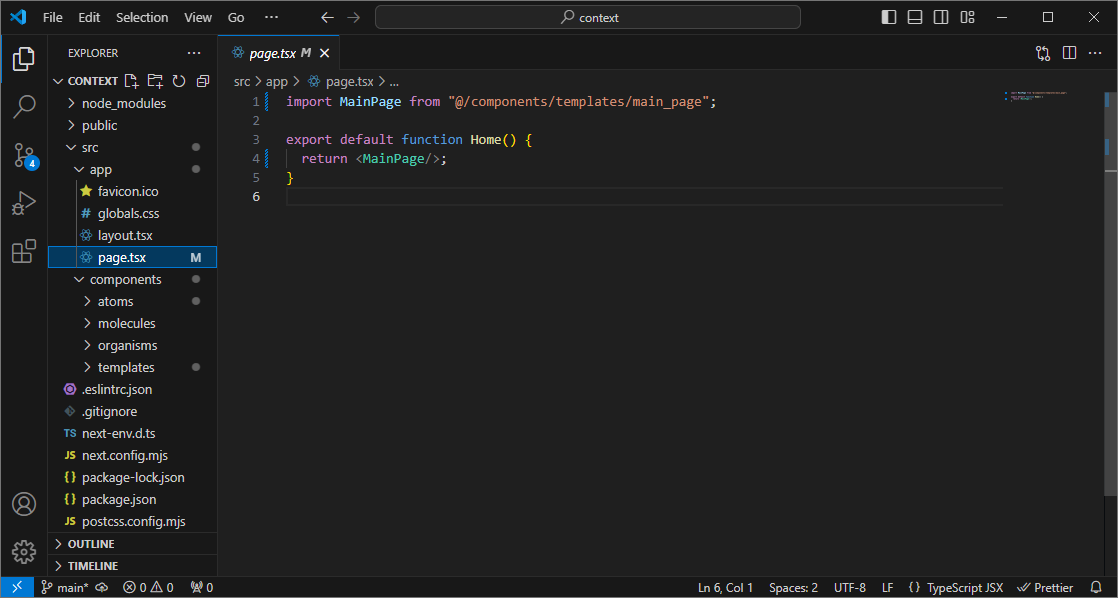 File Edit Selection View Go ··· ← → context
EXPLORER ···
CONTEXT
node_modules
public
src
app
favicon.ico
# globals.css
layout.tsx
page.tsx M
components
atoms
molecules
organisms
templates
.eslintrc.json
.gitignore
TS next-env.d.ts
JS next.config.mjs
{} package-lock.json
{} package.json
JS postcss.config.mjs
OUTLINE
TIMELINE
4
page.tsx M
src > app > page.tsx > ...
1 import MainPage from "@/components/templates/main_page";
2
3 export default function Home() {
4 return <MainPage/>;
5 }
6
main* 0 0 0 Ln 6, Col 1 Spaces: 2 UTF-8 LF {} TypeScript JSX Prettier